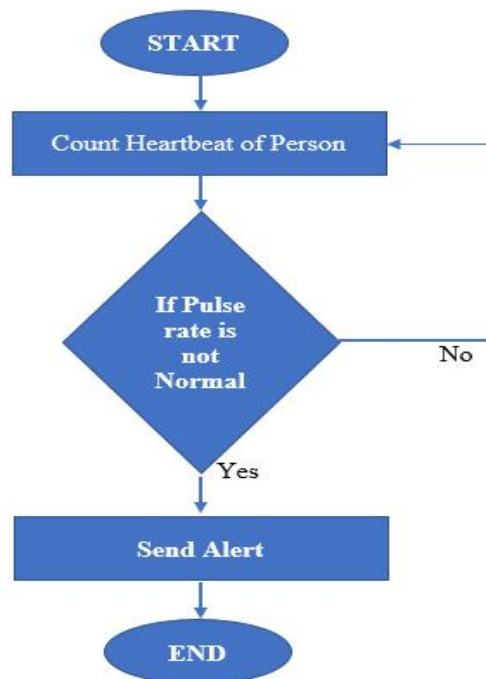 START
Count Heartbeat of Person
If Pulse
rate is
not
Normal
No
Yes
Send Alert
END